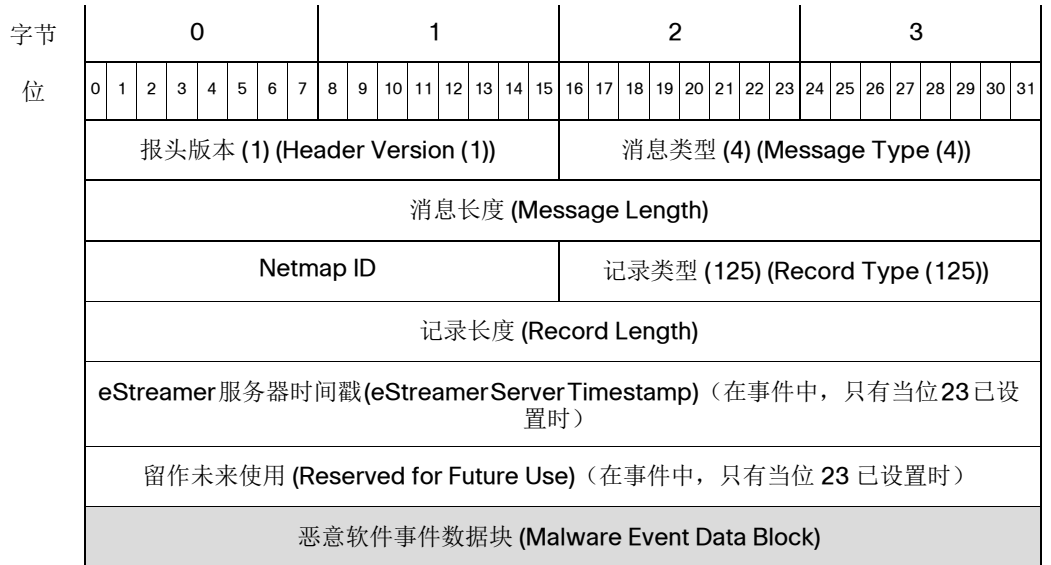 字节 0 1 2 3
位 0 1 2 3 4 5 6 7 8 9 10 11 12 13 14 15 16 17 18 19 20 21 22 23 24 25 26 27 28 29 30 31
报头版本 (1) (Header Version (1)) 消息类型 (4) (Message Type (4))
消息长度 (Message Length)
Netmap ID 记录类型 (125) (Record Type (125))
记录长度 (Record Length)
eStreamer服务器时间戳(eStreamer Server Timestamp)（在事件中，只有当位23已设
置时）
留作未来使用 (Reserved for Future Use)（在事件中，只有当位 23 已设置时）
恶意软件事件数据块 (Malware Event Data Block)